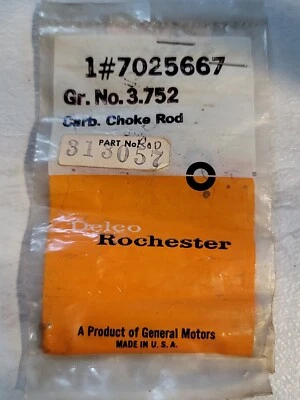 1#7025667
Gr. No. 3.752
Carb. Choke Rod
PART No.
313057
Delco
Rochester
A Product of General Motors
MADE IN U. S. A.